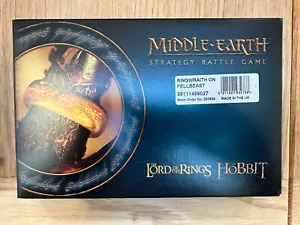 MIDDLE-EARTH
STRATEGY BATTLE GAME
RINGWRAITH ON
FELLBEAST
99111499027
MADE IN THE UK
THE LORD OF THE RINGS
THE HOBBIT